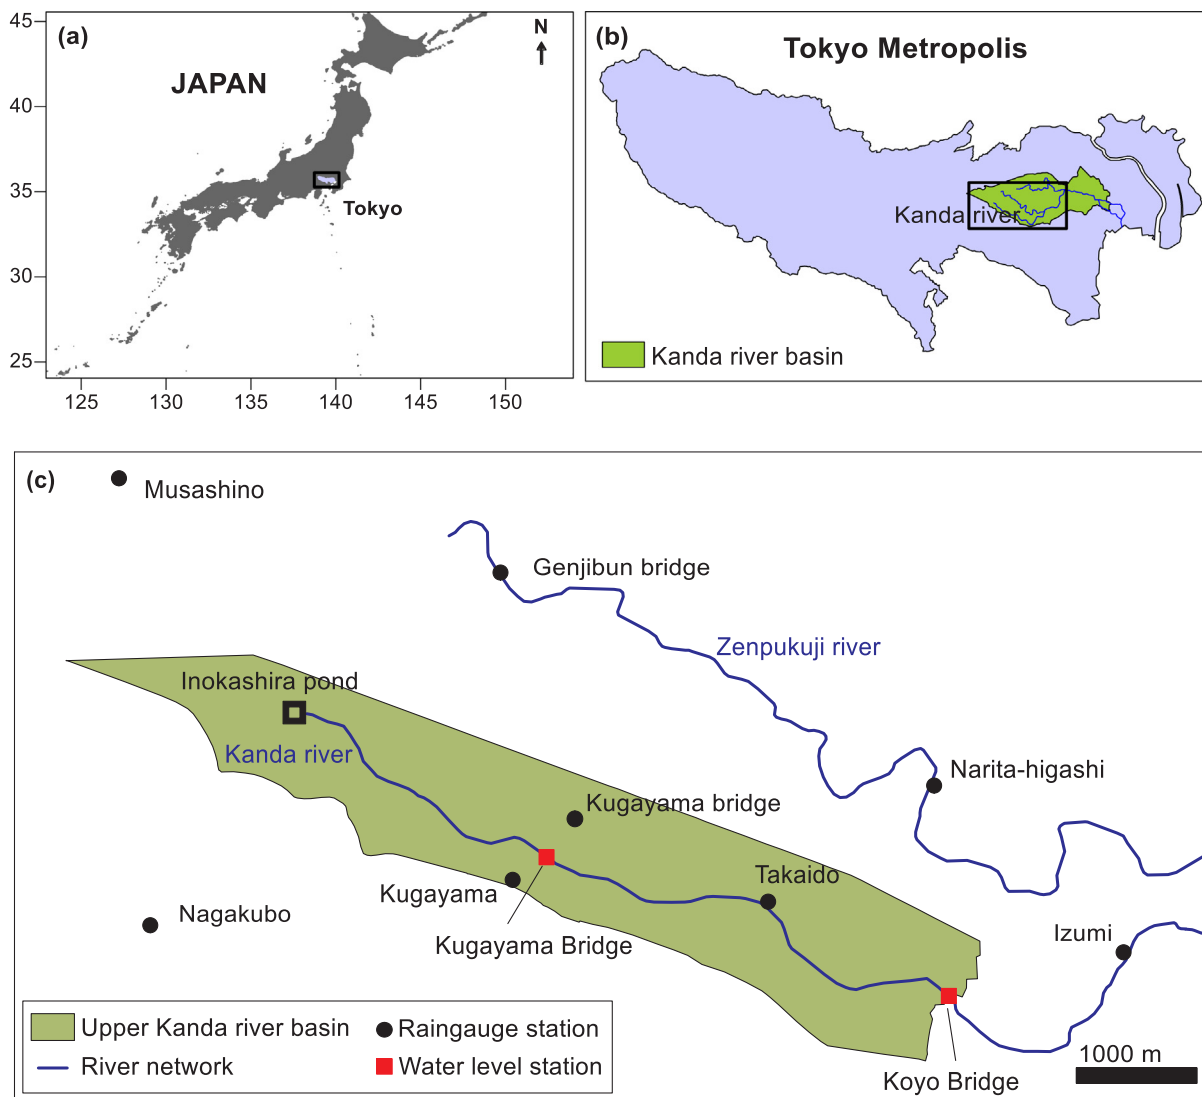 (a)
JAPAN
N
Tokyo
45
40
35
30
25
125
130
135
140
145
150
(b)
Tokyo Metropolis
Kanda river
Kanda river basin
(c)
Musashino
Genjibun bridge
Zenpukuji river
Inokashira pond
Kanda river
Narita-higashi
Kugayama bridge
Takaido
Kugayama
Nagakubo
Kugayama Bridge
Izumi
Upper Kanda river basin
Raingauge station
River network
Water level station
Koyo Bridge
1000 m